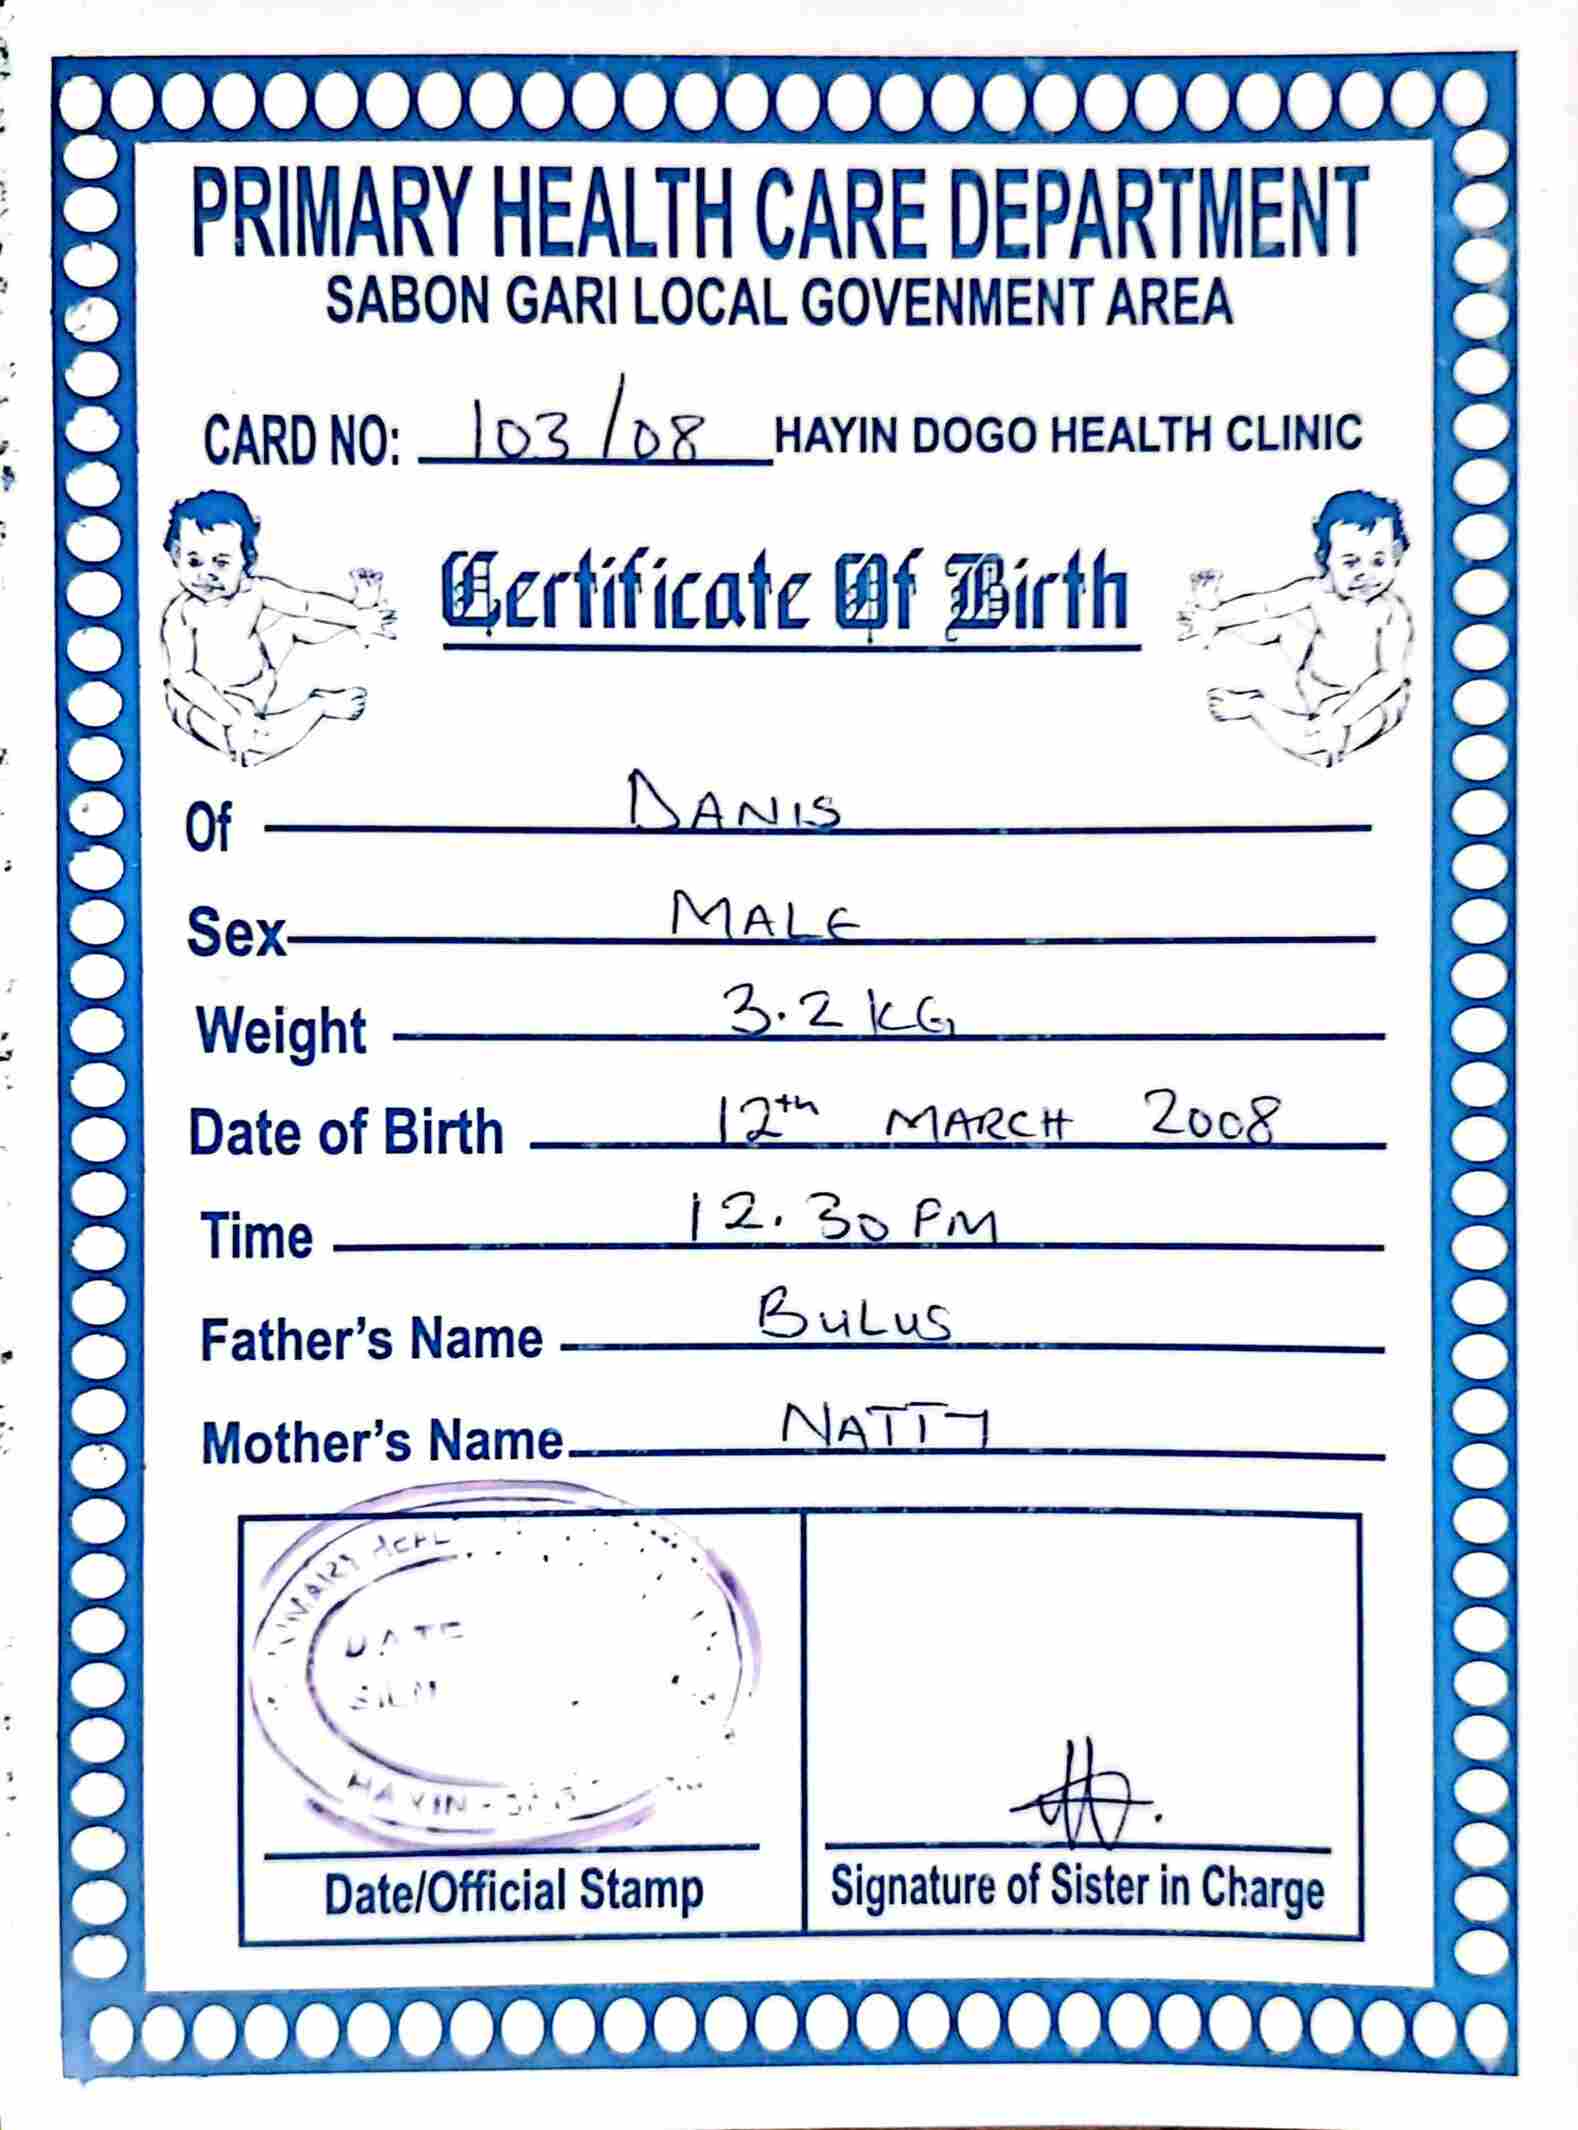 PRIMARY HEALTH CARE DEPARTMENT
SABON GARI LOCAL GOVENMENT AREA
CARD NO: 103/08 HAYIN DOGO HEALTH CLINIC
Certificate Of Birth
Of DANIS
Sex MALE
Weight 3.2 KG
Date of Birth 12th MARCH 2008
Time 12.30 PM
Father's Name BULUS
Mother's Name NATTY
DATE
HAYIN
Date/Official Stamp
Signature of Sister in Charge